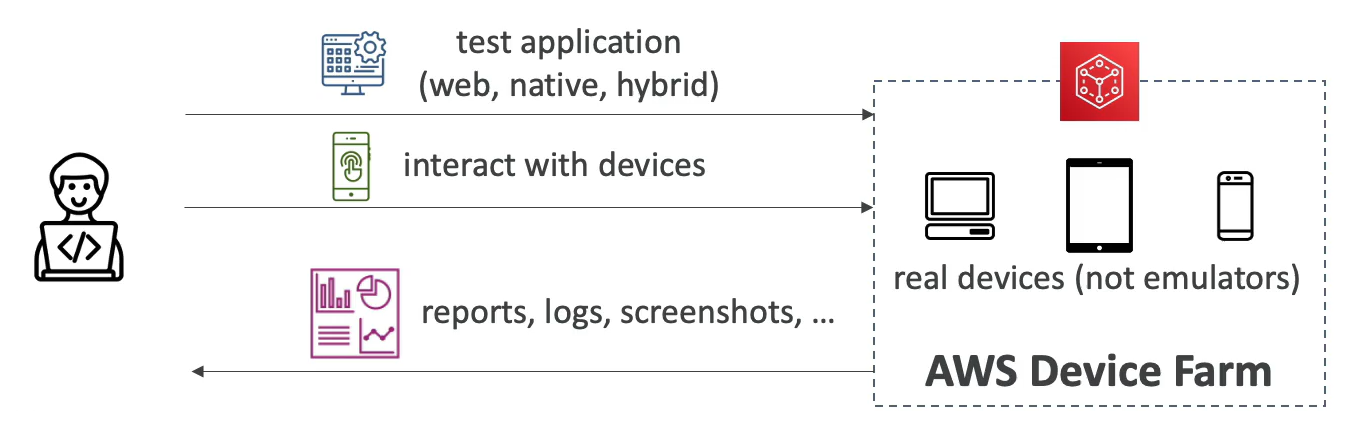 test application
(web, native, hybrid)
interact with devices
</>
real devices (not emulators)
reports, logs, screenshots, ...
AWS Device Farm